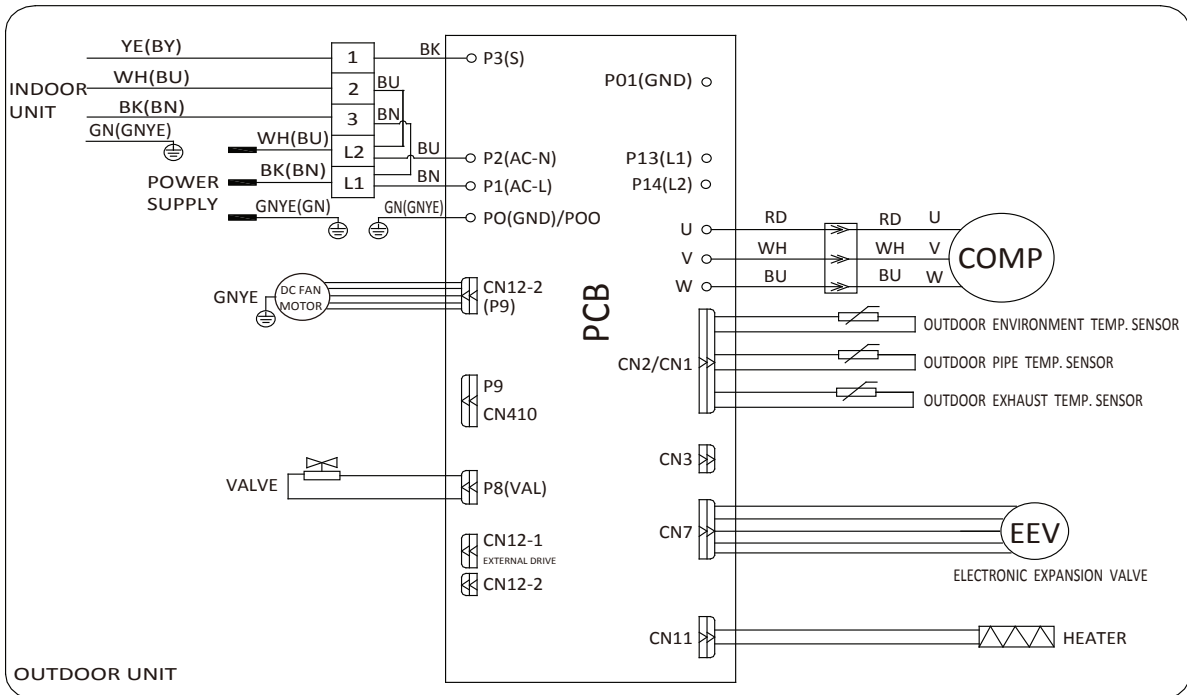 YE(BY)
WH(BU)
INDOOR
UNIT
BK(BN)
GN(GNYE)
WH(BU)
BK(BN)
POWER
SUPPLY
GNYE(GN)
1
2
3
L2
L1
BK
BU
BN
BU
BN
GN(GNYE)
P3(S)
P2(AC-N)
P1(AC-L)
PO(GND)/POO
GNYE
DC FAN
MOTOR
CN12-2
(P9)
P9
CN410
VALVE
P8(VAL)
CN12-1
EXTERNAL DRIVE
CN12-2
PCB
P01(GND)
P13(L1)
P14(L2)
U RD RD U
V WH WH V
W BU BU W
COMP
CN2/CN1
OUTDOOR ENVIRONMENT TEMP. SENSOR
OUTDOOR PIPE TEMP. SENSOR
OUTDOOR EXHAUST TEMP. SENSOR
CN3
CN7
EEV
ELECTRONIC EXPANSION VALVE
CN11
HEATER
OUTDOOR UNIT